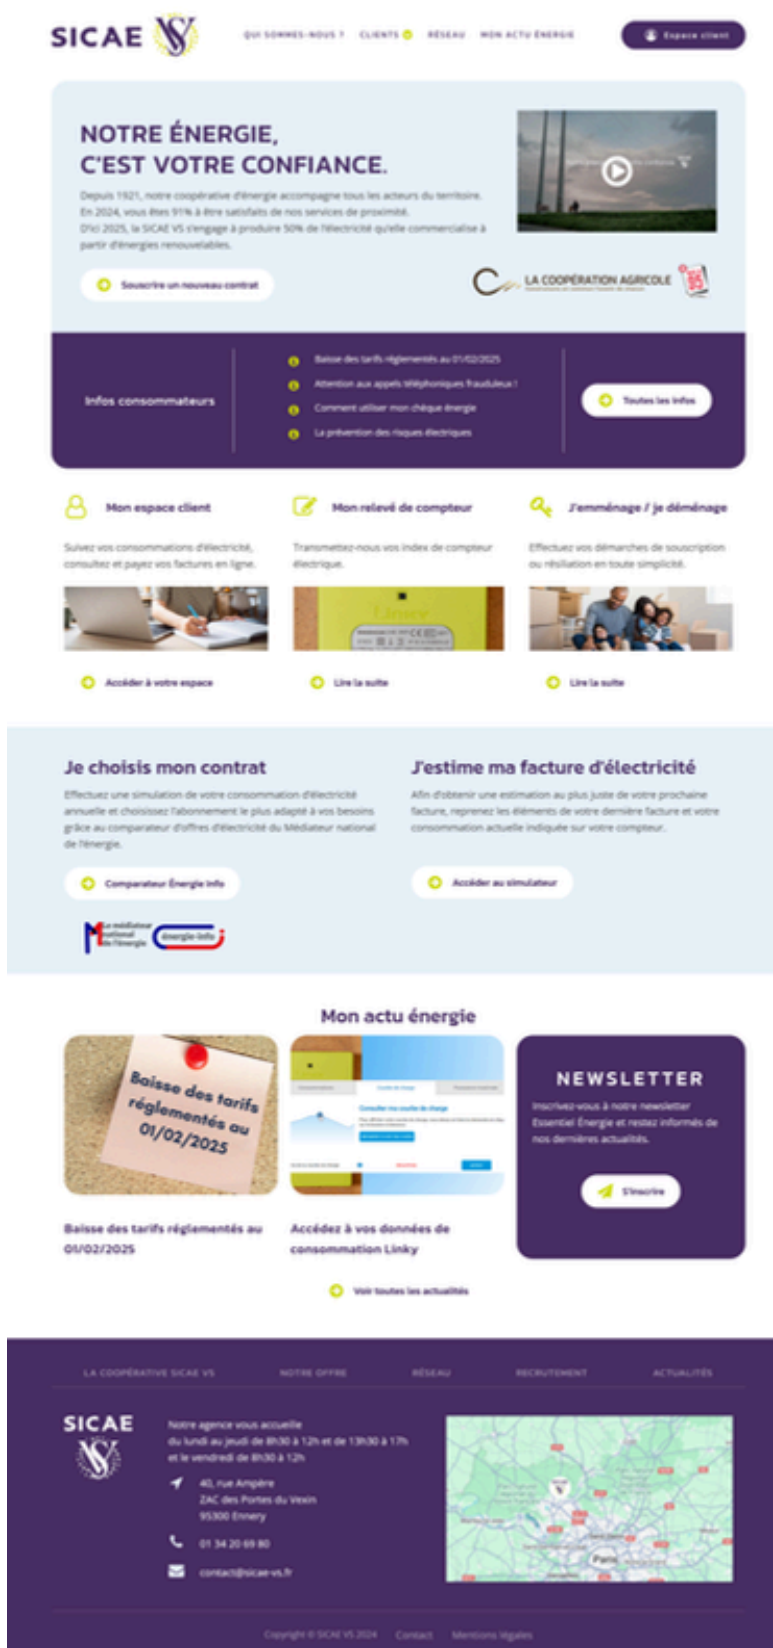 SICAE VS
QUI SOMMES-NOUS ? CLIENTS RÉSEAU MON ACTU ÉNERGIE
Espace client
NOTRE ÉNERGIE,
C'EST VOTRE CONFIANCE.
Depuis 1921, notre coopérative d'énergie accompagne tous les acteurs du territoire.
En 2024, vous êtes 91% à être satisfaits de nos services de proximité.
D'ici 2025, la SICAE VS s'engage à produire 50% de l'électricité qu'elle commercialise à
partir d'énergies renouvelables.
Souscrire un nouveau contrat
LA COOPÉRATION AGRICOLE
Infos consommateurs
Baisse des tarifs réglementés au 01/02/2025
Attention aux appels téléphoniques frauduleux !
Comment utiliser mon chèque énergie
La prévention des risques électriques
Toutes les infos
Mon espace client
Suivez vos consommations d'électricité,
consultez et payez vos factures en ligne.
Accéder à votre espace
Mon relevé de compteur
Transmettez-nous vos index de compteur
électrique.
Linky
Lire la suite
J'emménage // je déménage
Effectuez vos démarches de souscription
ou résiliation en toute simplicité.
Lire la suite
Je choisis mon contrat
Effectuez une simulation de votre consommation d'électricité
annuelle et choisissez l'abonnement le plus adapté à vos besoins
grâce au comparateur d'offres d'électricité du Médiateur national
de l'énergie.
Comparateur Énergie Info
Le médiateur
national
de l'énergie
énergie-info
J'estime ma facture d'électricité
Afin d'obtenir une estimation au plus juste de votre prochaine
facture, reprenez les éléments de votre dernière facture et votre
consommation actuelle indiquée sur votre compteur.
Accéder au simulateur
Mon actu énergie
Baisse des tarifs
réglementés au
01/02/2025
Baisse des tarifs réglementés au
01/02/2025
Consulter ma courbe de charge
Accédez à vos données de
consommation Linky
NEWSLETTER
Inscrivez-vous à notre newsletter
Essentiel Énergie et restez informés de
nos dernières actualités.
S'inscrire
Voir toutes les actualités
LA COOPÉRATIVE SICAE VS NOTRE OFFRE RÉSEAU RECRUTEMENT ACTUALITÉS
SICAE
VS
Notre agence vous accueille
du lundi au jeudi de 8h30 à 12h et de 13h30 à 17h
et le vendredi de 8h30 à 12h
40, rue Ampère
ZAC des Portes du Vexin
95300 Ennery
01 34 20 69 80
contact@sicae-vs.fr
Paris
Copyright © SICAE VS 2024 Contact Mentions légales